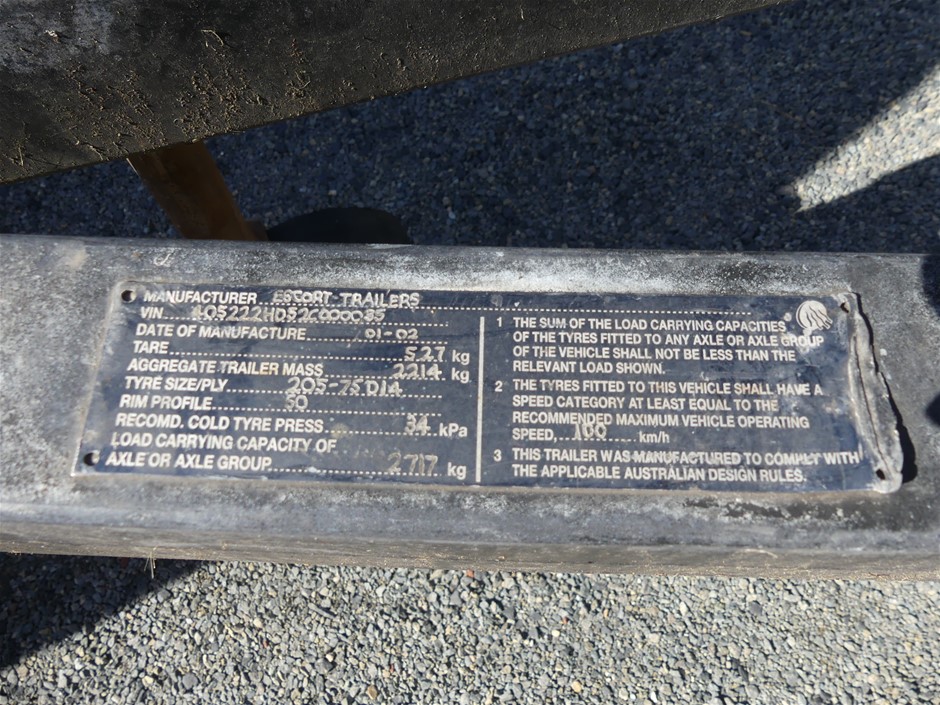 MANUFACTURER ESCORT TRAILERS
VIN
DATE OF MANUFACTURE 01-02
TARE 527 kg
AGGREGATE TRAILER MASS 2214 kg
TYRE SIZE/PLY. 205-75D14
RIM PROFILE
RECOMD. COLD TYRE PRESS. 34 kPa
LOAD CARRYING CAPACITY OF
AXLE OR AXLE GROUP 2717 kg
1 THE SUM OF THE LOAD CARRYING CAPACITIES
OF THE TYRES FITTED TO ANY AXLE OR AXLE GROUP
OF THE VEHICLE SHALL NOT BE LESS THAN THE
RELEVANT LOAD SHOWN.
2 THE TYRES FITTED TO THIS VEHICLE SHALL HAVE A
SPEED CATEGORY AT LEAST EQUAL TO THE
RECOMMENDED MAXIMUM VEHICLE OPERATING
SPEED, 100 km/h
3 THIS TRAILER WAS MANUFACTURED TO COMPLY WITH
THE APPLICABLE AUSTRALIAN DESIGN RULES.